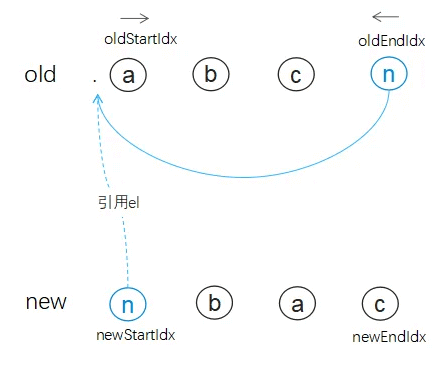 oldStartIdx
oldEndIdx
old . a b c n
引用el
new n b a c
newStartIdx
newEndIdx